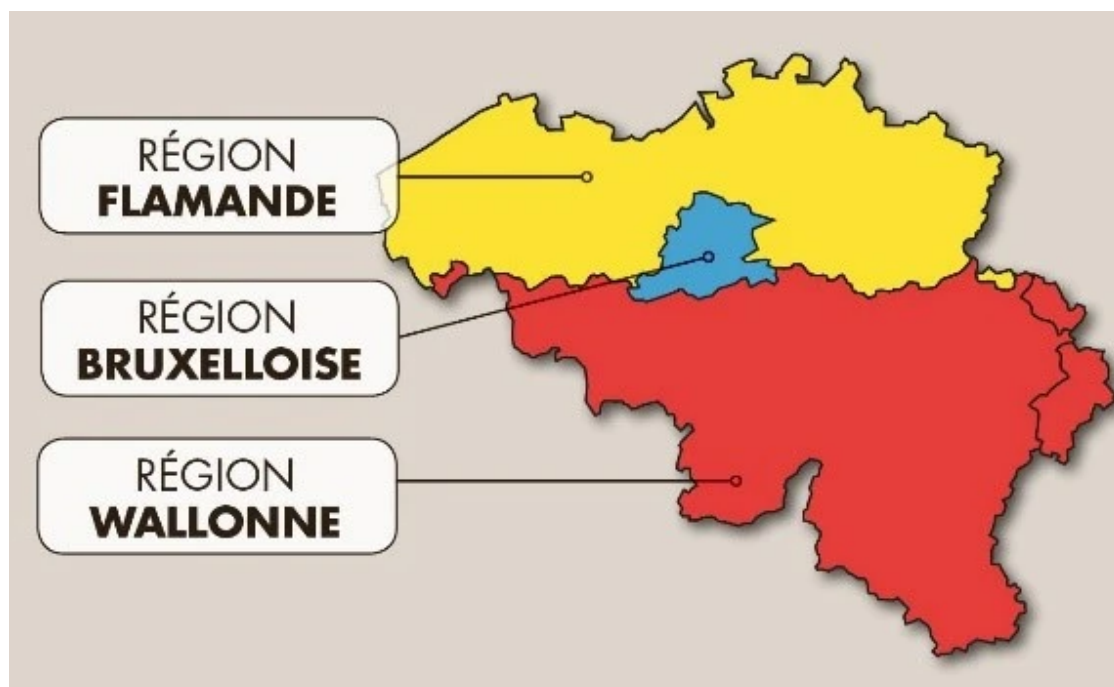 RÉGION
FLAMANDE
RÉGION
BRUXELLOISE
RÉGION
WALLONNE